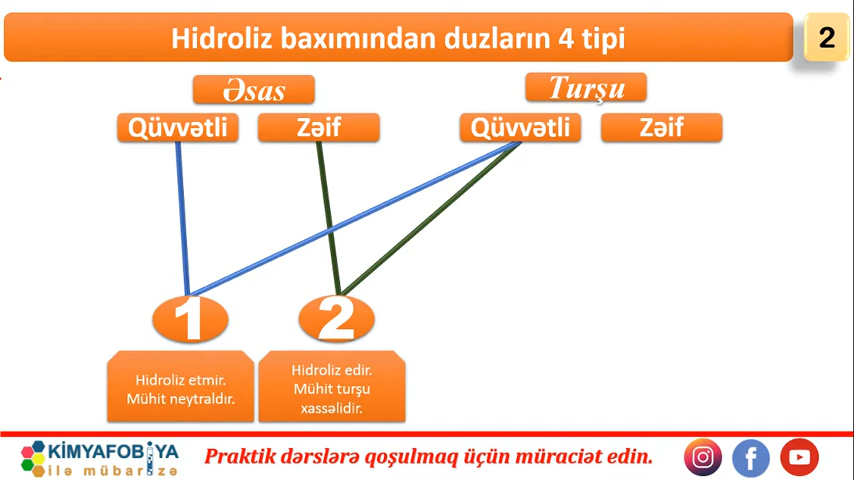 Hidroliz baxımından duzların 4 tipi
2
Əsas
Turşu
Qüvvətli
Zəif
Qüvvətli
Zəif
1
2
Hidroliz etmir.
Mühit neytraldır.
Hidroliz edir.
Mühit turşu
xassəlidir.
KİMYAFOBİYA
ilə mübarizə
Praktik dərslərə qoşulmaq üçün müraciət edin.